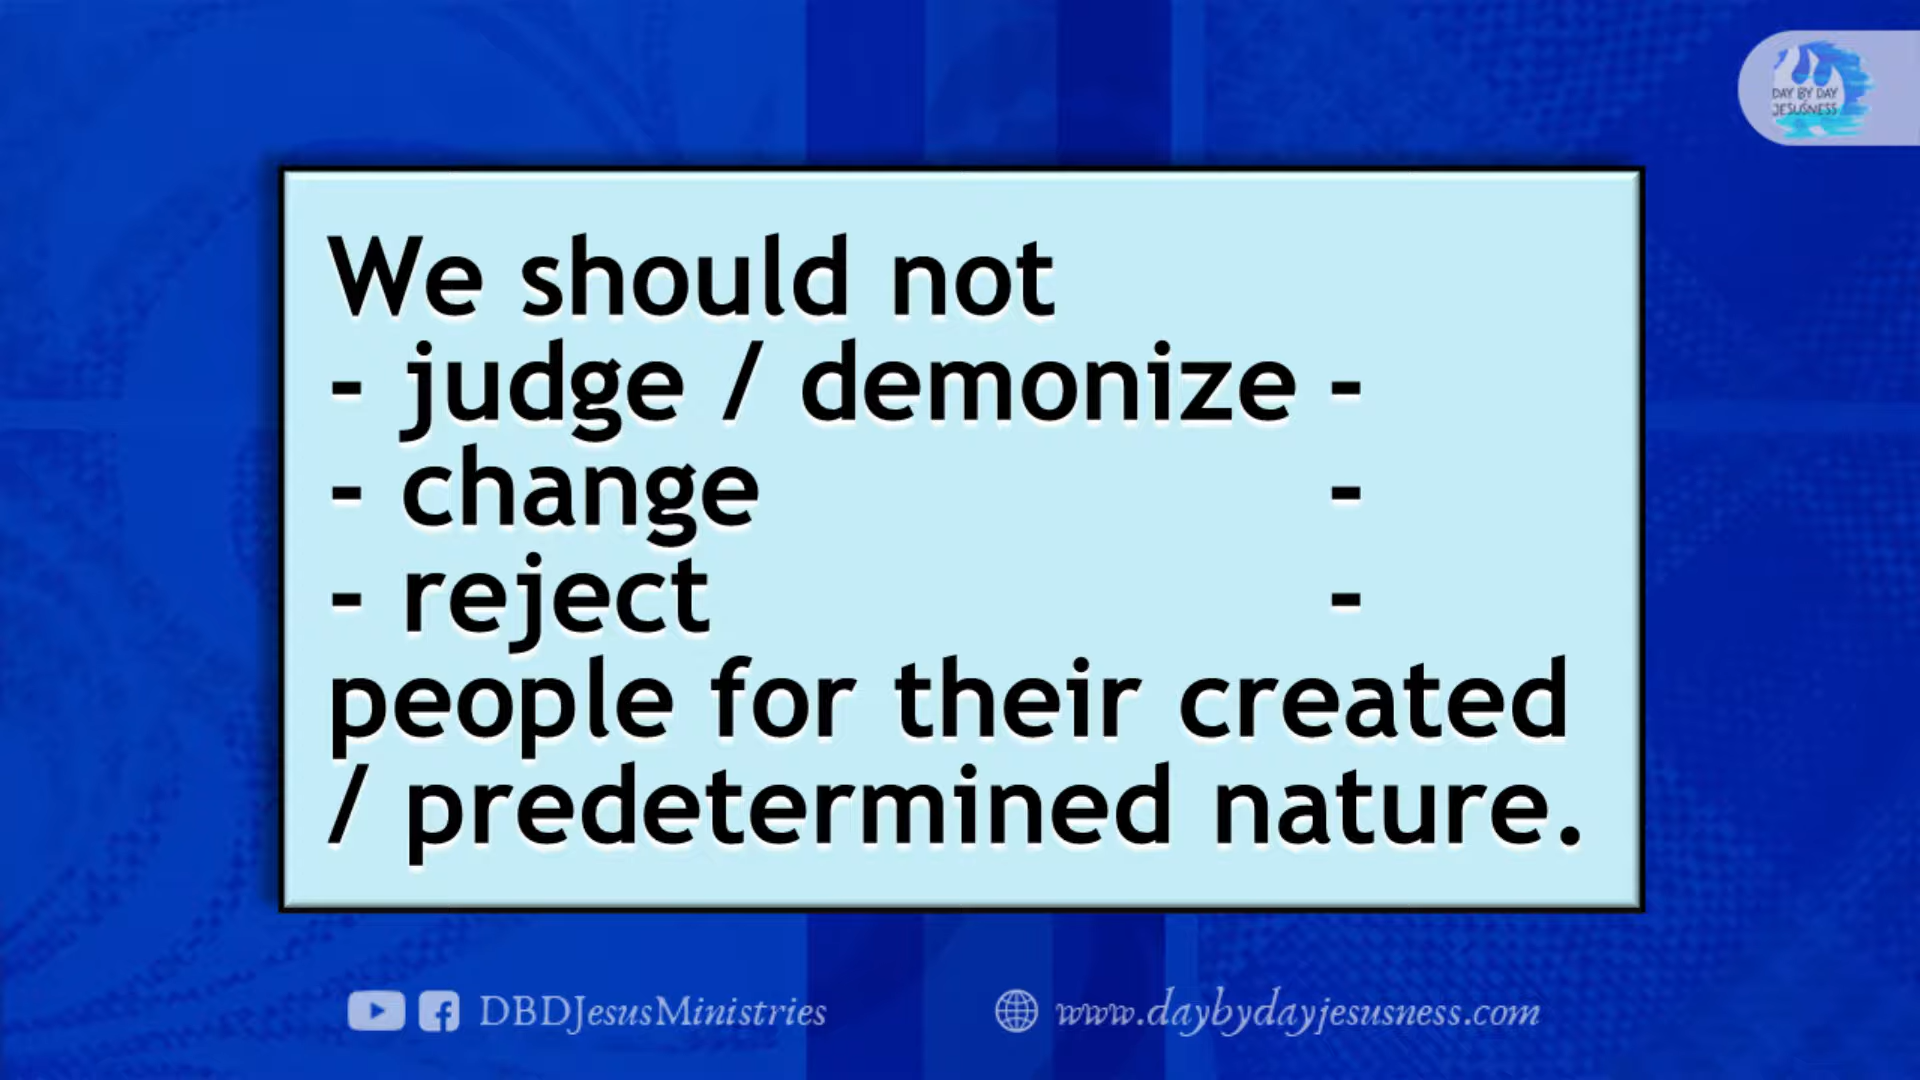 DAY BY DAY
JESUSNESS
We should not
- judge / demonize -
- change -
- reject -
people for their created
/ predetermined nature.
DBDJesusMinistries
www.daybydayjesusness.com